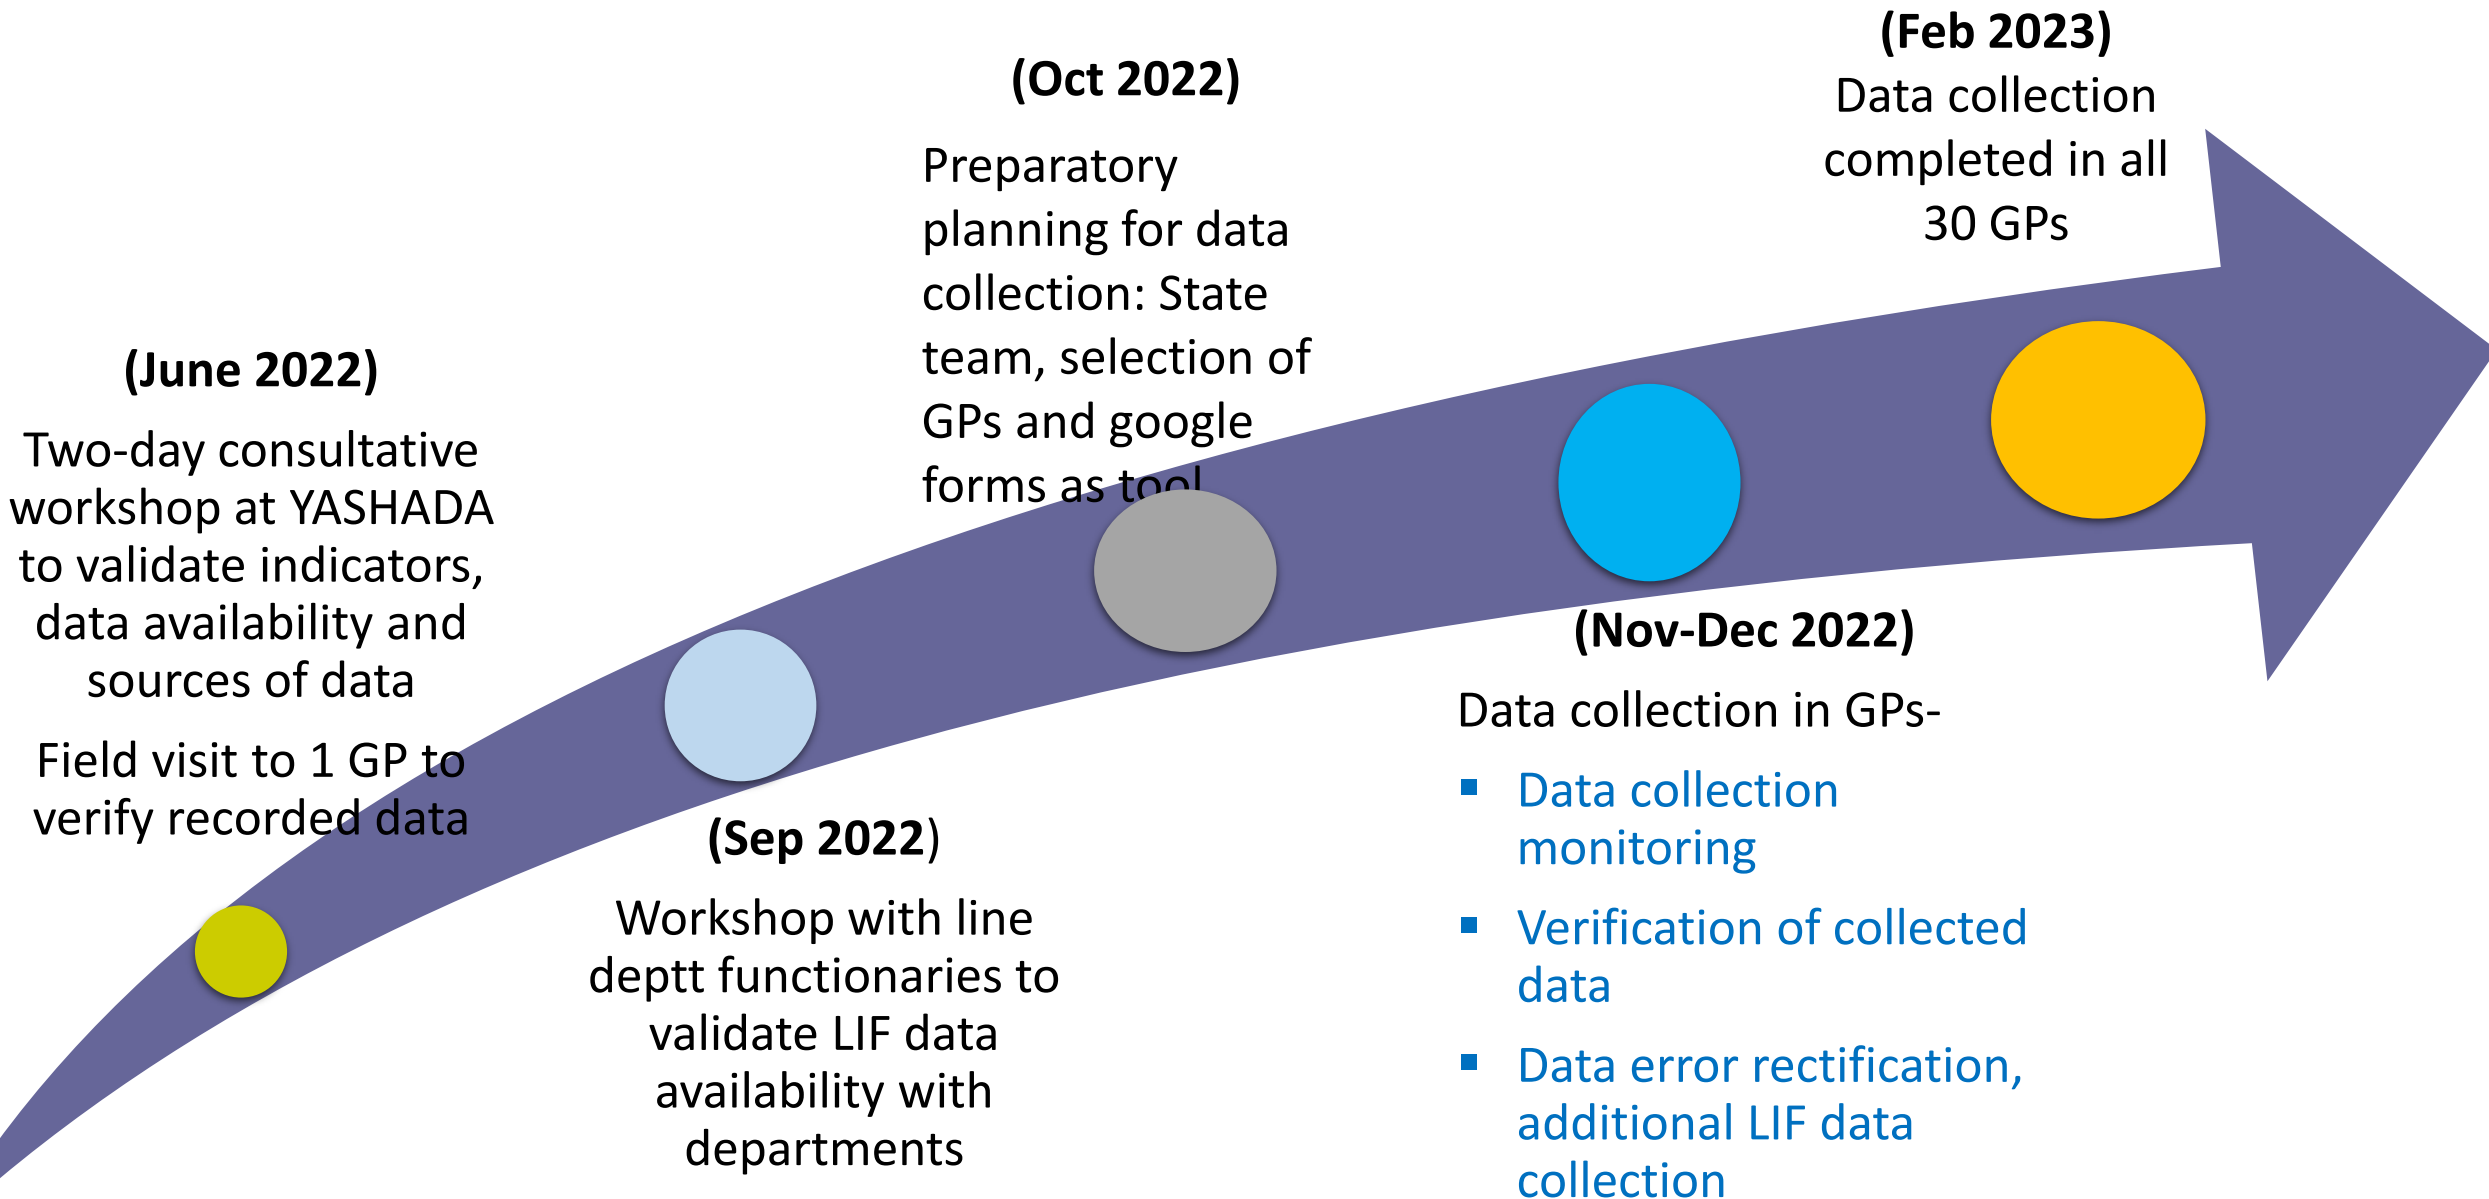 (June 2022)
Two-day consultative
workshop at YASHADA
to validate indicators,
data availability and
sources of data
Field visit to 1 GP to
verify recorded data
(Sep 2022)
Workshop with line
deptt functionaries to
validate LIF data
availability with
departments
(Oct 2022)
Preparatory
planning for data
collection: State
team, selection of
GPs and google
forms as tool
(Nov-Dec 2022)
Data collection in GPs-
▪ Data collection
monitoring
▪ Verification of collected
data
▪ Data error rectification,
additional LIF data
collection
(Feb 2023)
Data collection
completed in all
30 GPs